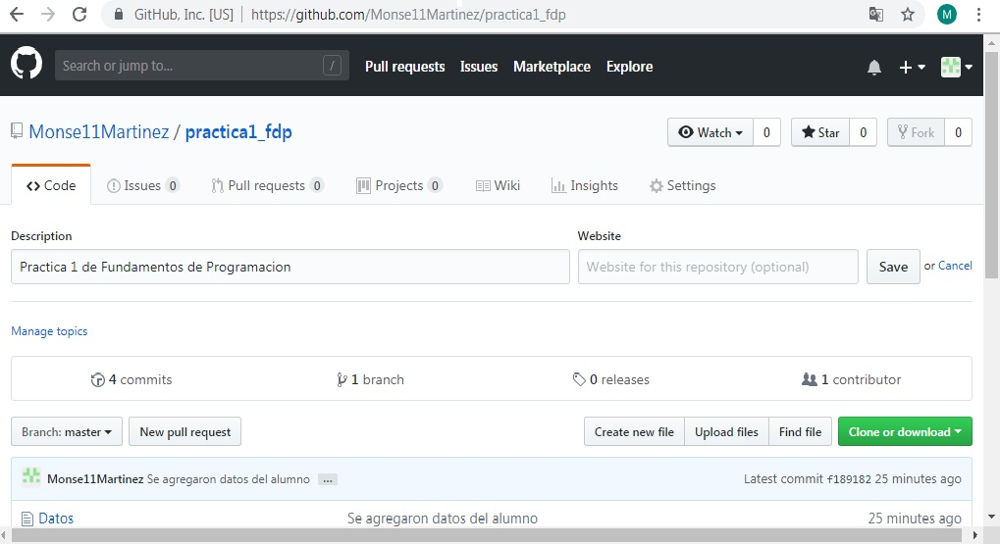 GitHub, Inc. [US] | https://github.com/Monse11Martinez/practica1_fdp M
Search or jump to... / Pull requests Issues Marketplace Explore
Monse11Martinez / practica1_fdp Watch 0 Star 0 Fork 0
Code Issues 0 Pull requests 0 Projects 0 Wiki Insights Settings
Description Website
Practica 1 de Fundamentos de Programacion Website for this repository (optional) Save or Cancel
Manage topics
4 commits 1 branch 0 releases 1 contributor
Branch: master New pull request Create new file Upload files Find file Clone or download
Monse11Martinez Se agregaron datos del alumno ... Latest commit f189182 25 minutes ago
Datos Se agregaron datos del alumno 25 minutes ago